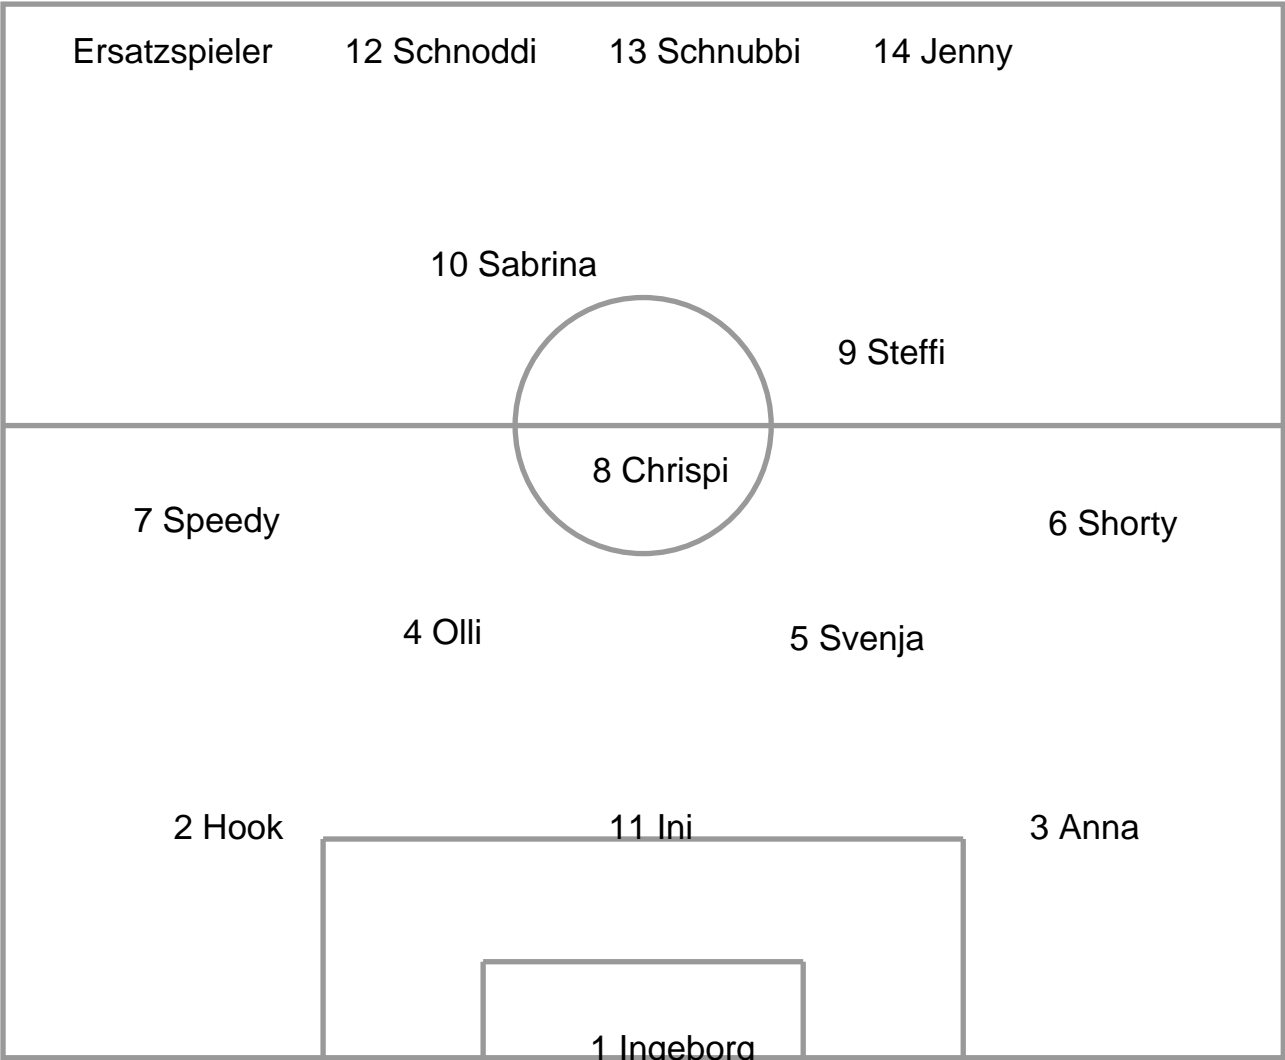 Ersatzspieler 12 Schnoddi 13 Schnubbi 14 Jenny
10 Sabrina
9 Steffi
8 Chrispi
7 Speedy 6 Shorty
4 Olli 5 Svenja
2 Hook 11 Ini 3 Anna
1 Ingeborg